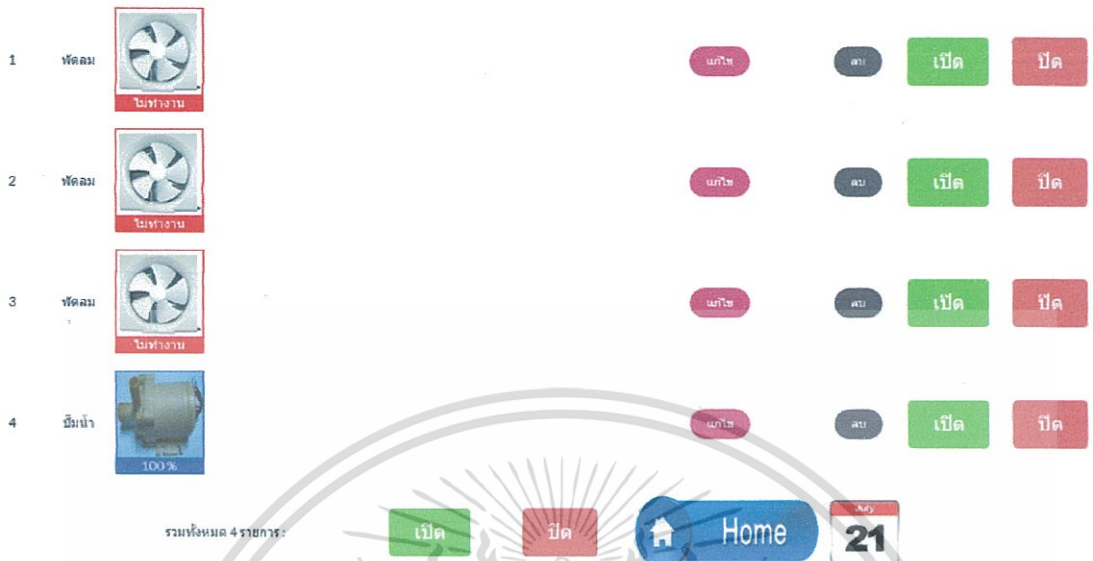 1 พัดลม แก้ไข ลบ เปิด ปิด
ไม่ทำงาน
2 พัดลม แก้ไข ลบ เปิด ปิด
ไม่ทำงาน
3 พัดลม แก้ไข ลบ เปิด ปิด
ไม่ทำงาน
4 ปั๊มน้ำ แก้ไข ลบ เปิด ปิด
100 %
รวมทั้งหมด 4 รายการ : เปิด ปิด Home July
21